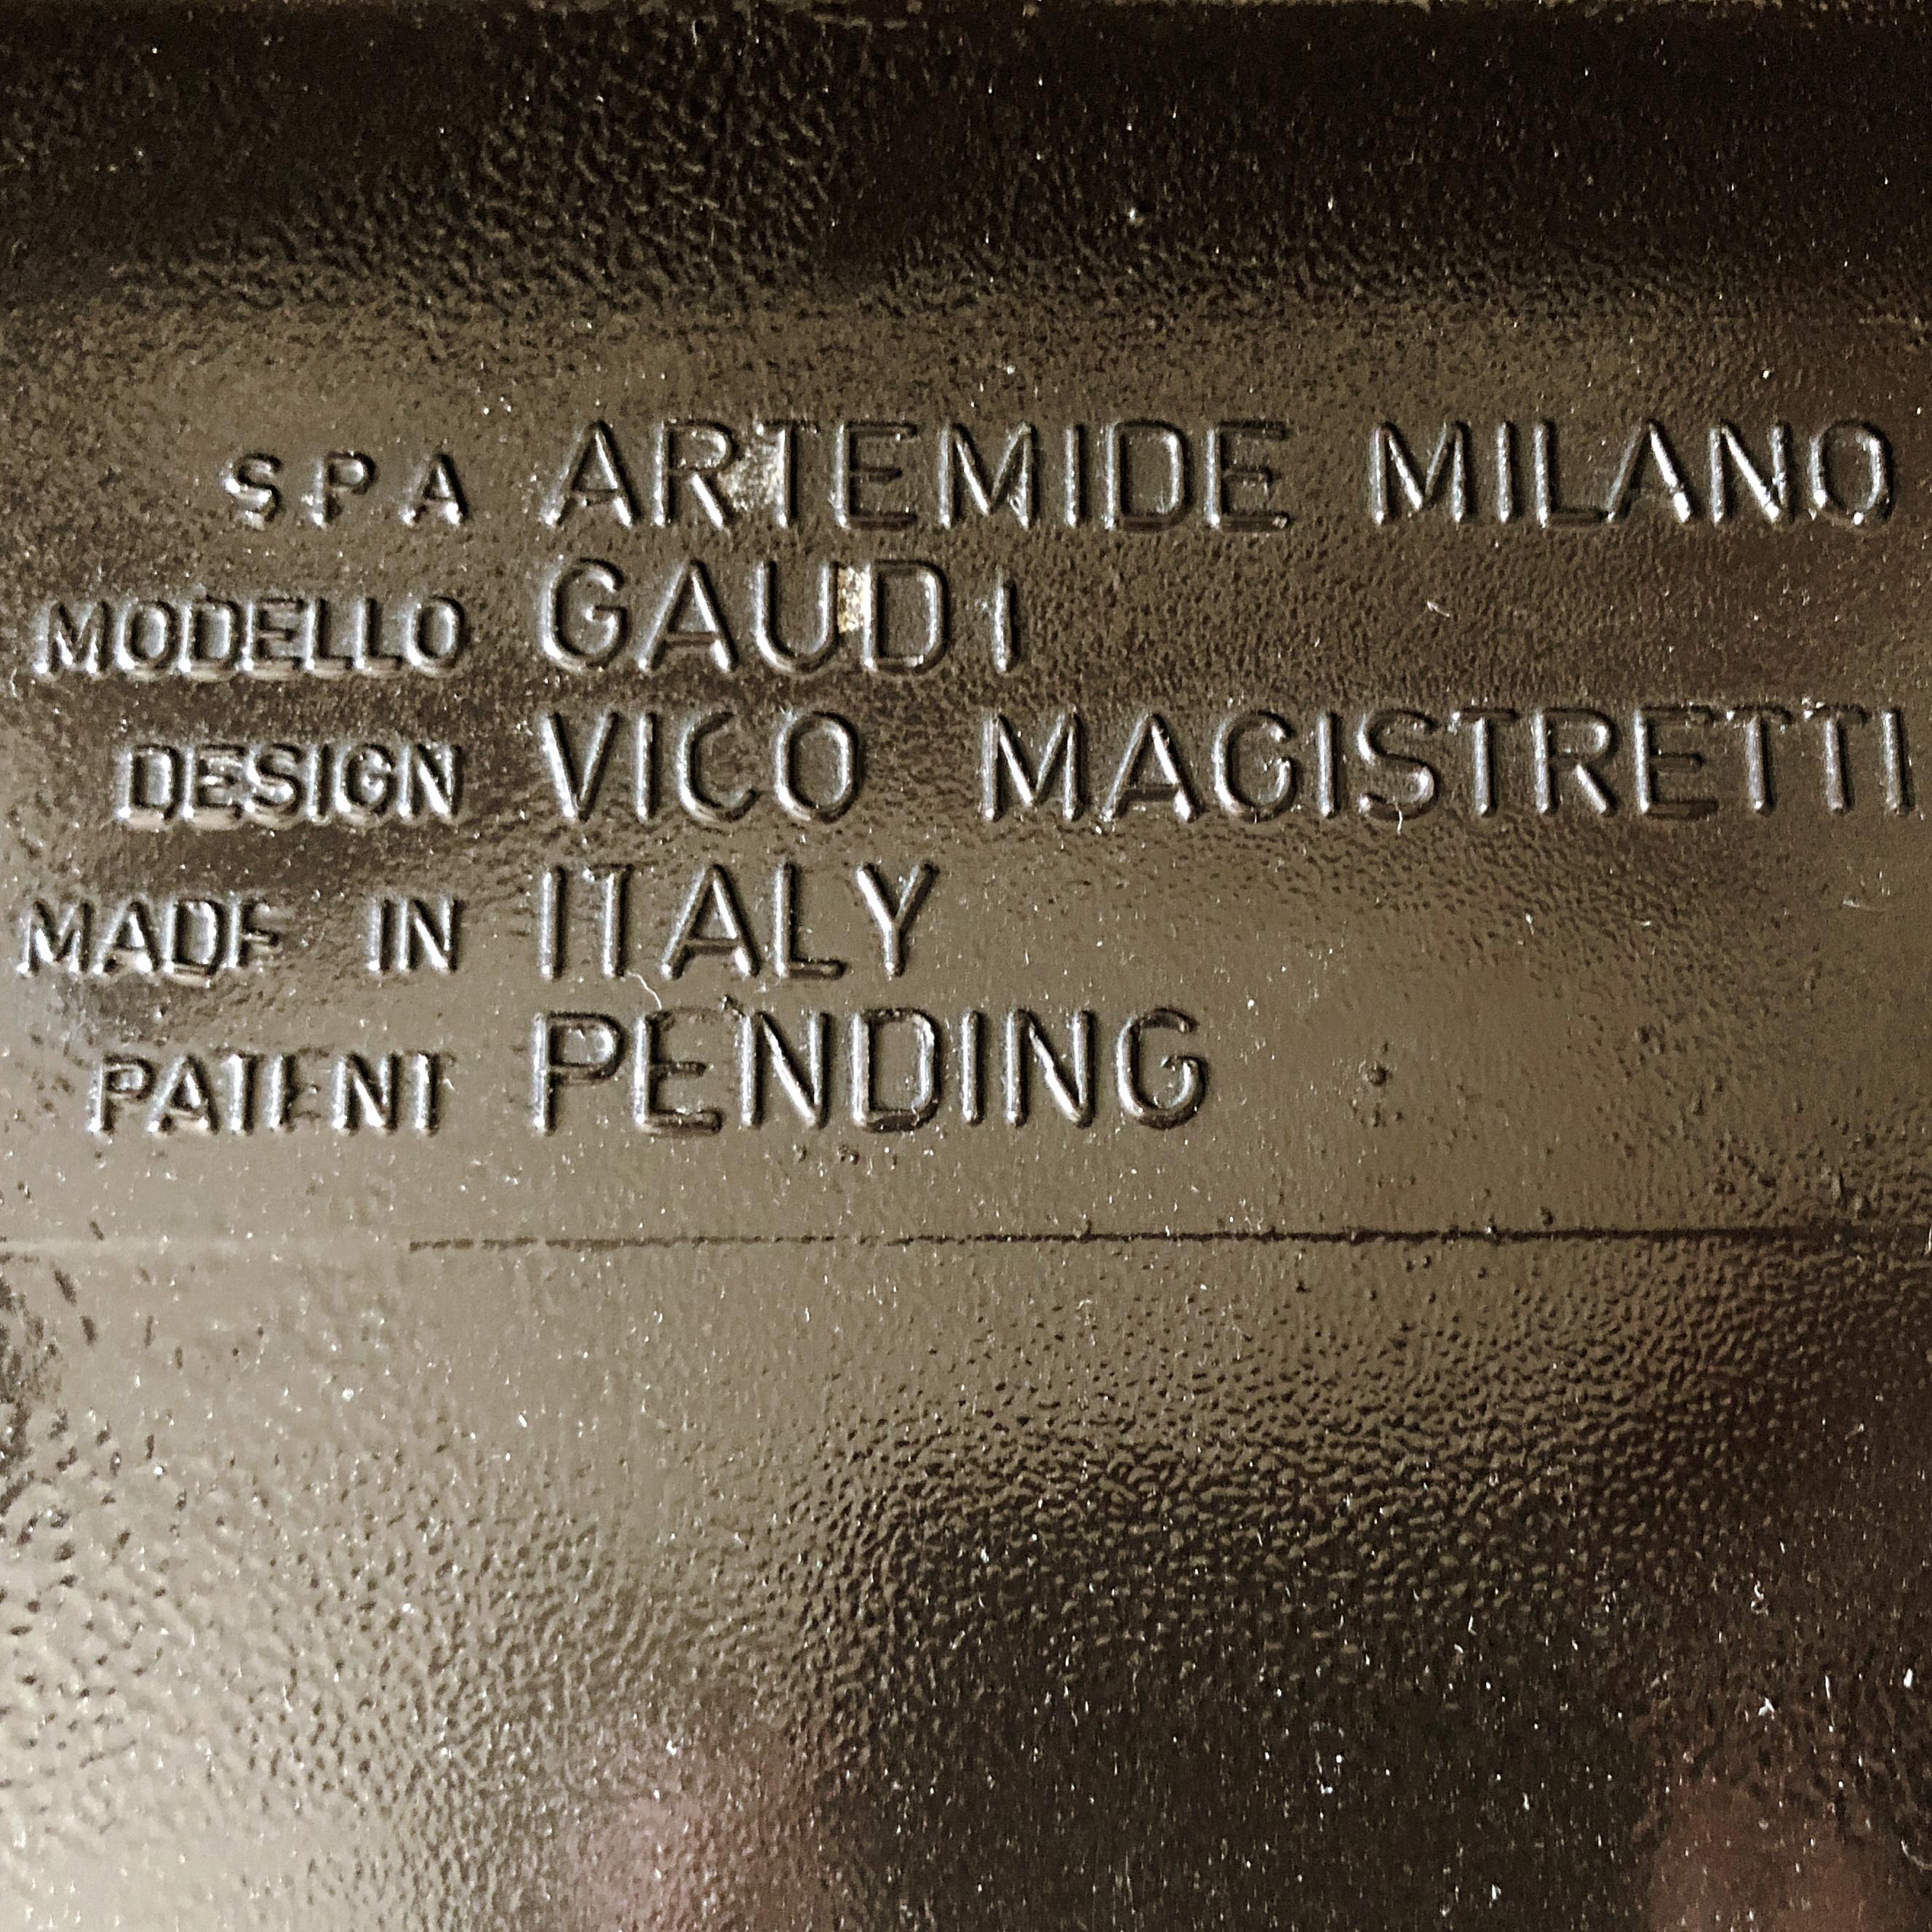 SPA ARTEMIDE MILANO
MODELLO GAUDI
DESIGN VICO MAGISTRETTI
MADE IN ITALY
PATENT PENDING